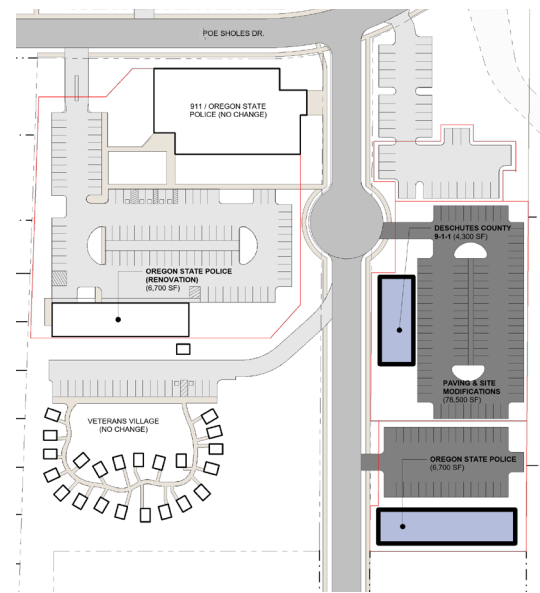 POE SHOLES DR.
911 / OREGON STATE
POLICE (NO CHANGE)
DESCHUTES COUNTY
9-1-1 (4,300 SF)
OREGON STATE POLICE
(RENOVATION)
(6,700 SF)
PAVING & SITE
MODIFICATIONS
(78,500 SF)
VETERANS VILLAGE
(NO CHANGE)
OREGON STATE POLICE
(6,700 SF)